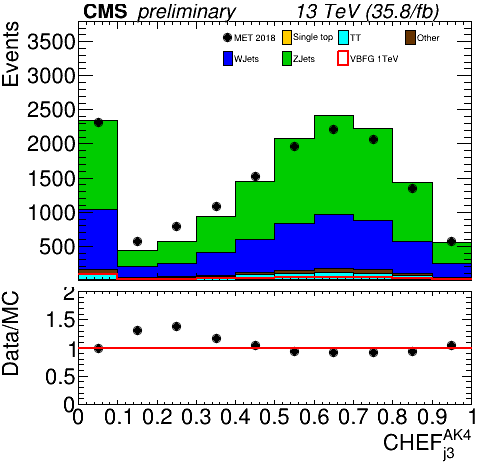 CMS preliminary 13 TeV (35.8/fb)
Events
3500
3000
2500
2000
1500
1000
500
MET 2018 Single top TT Other
WJets ZJets VBFG 1TeV
Data/MC
2
1.5
1
0.5
0
0 0.1 0.2 0.3 0.4 0.5 0.6 0.7 0.8 0.9 1
CHEF_{j3}^{AK4}